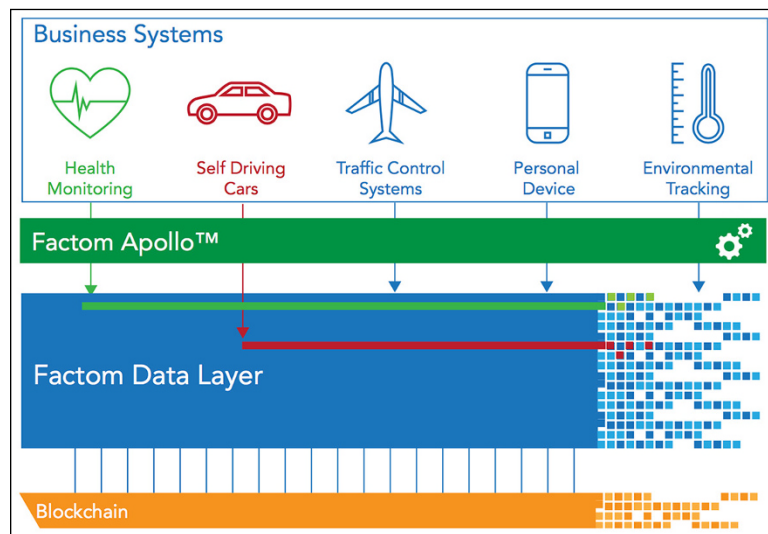 Business Systems
Health
Monitoring
Self Driving
Cars
Traffic Control
Systems
Personal
Device
Environmental
Tracking
Factom Apollo™
Factom Data Layer
Blockchain